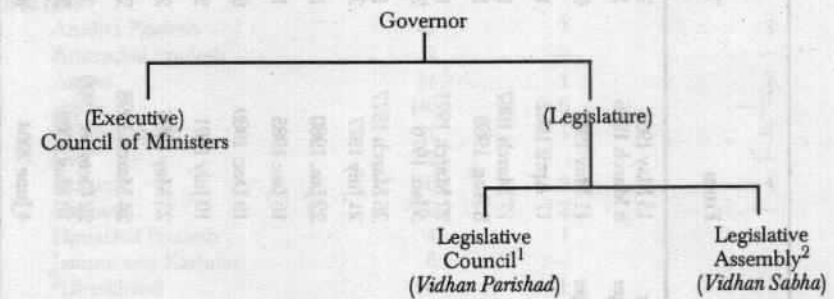 Governor
(Executive)
Council of Ministers
(Legislature)
Legislative
Council¹
(Vidhan Parishad)
Legislative
Assembly²
(Vidhan Sabha)